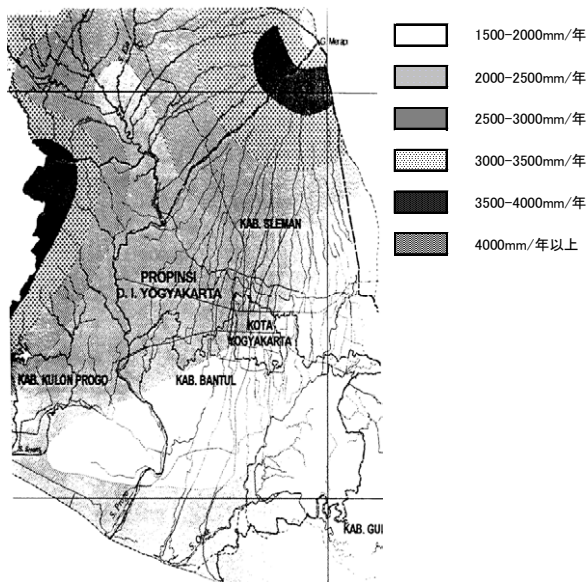 G Merapi
KAB. SLEMAN
PROPINSI
D. I. YOGYAKARTA
KOTA
YOGYAKARTA
KAB. KULON PROGO
KAB. BANTUL
KAB. GU
1500-2000mm/年
2000-2500mm/年
2500-3000mm/年
3000-3500mm/年
3500-4000mm/年
4000mm/年以上